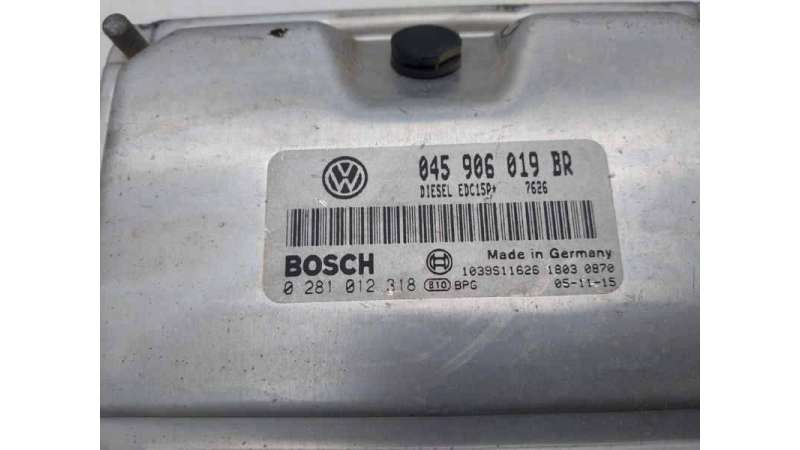 045 906 019 BR
DIESEL EDC15P+ 7626
BOSCH
Made in Germany
1039S11626 1803 0870
0 281 012 318 810 BPG 05-11-15